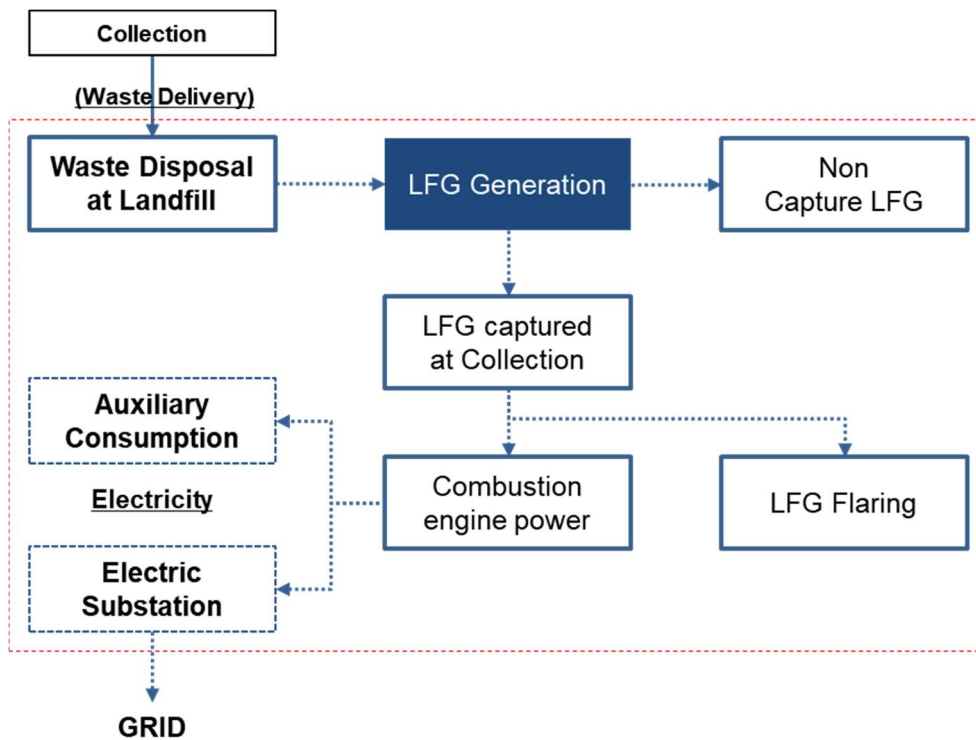 Collection
(Waste Delivery)
Waste Disposal
at Landfill
LFG Generation
Non
Capture LFG
LFG captured
at Collection
Auxiliary
Consumption
Electricity
Combustion
engine power
LFG Flaring
Electric
Substation
GRID